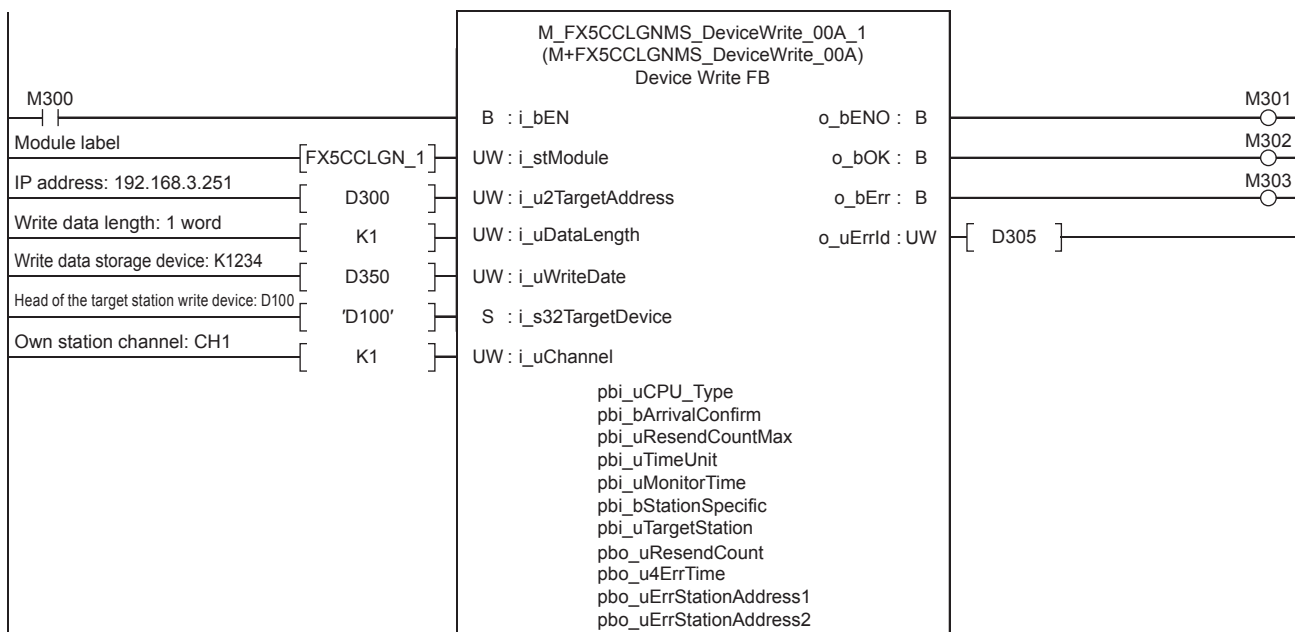 M_FX5CCLGNMS_DeviceWrite_00A_1
(M+FX5CCLGNMS_DeviceWrite_00A)
Device Write FB
M300
B : i_bEN
o_bENO : B
M301
Module label
FX5CCLGN_1
UW : i_stModule
o_bOK : B
M302
IP address: 192.168.3.251
D300
UW : i_u2TargetAddress
o_bErr : B
M303
Write data length: 1 word
K1
UW : i_uDataLength
o_uErrId : UW
D305
Write data storage device: K1234
D350
UW : i_uWriteDate
Head of the target station write device: D100
'D100'
S : i_s32TargetDevice
Own station channel: CH1
K1
UW : i_uChannel
pbi_uCPU_Type
pbi_bArrivalConfirm
pbi_uResendCountMax
pbi_uTimeUnit
pbi_uMonitorTime
pbi_bStationSpecific
pbi_uTargetStation
pbo_uResendCount
pbo_u4ErrTime
pbo_uErrStationAddress1
pbo_uErrStationAddress2